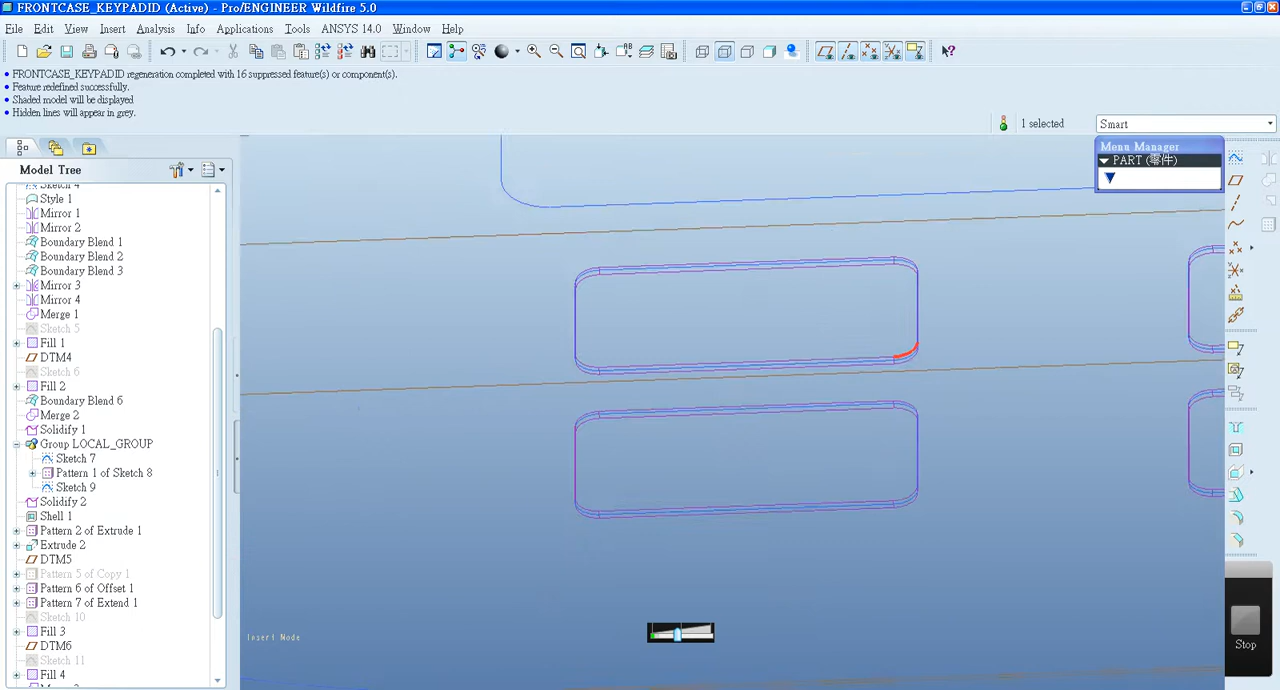 FRONTCASE_KEYPADID (Active) - Pro/ENGINEER Wildfire 5.0
File Edit View Insert Analysis Info Applications Tools ANSYS 14.0 Window Help
• FRONTCASE_KEYPADID regeneration completed with 16 suppressed feature(s) or component(s).
• Feature redefined successfully.
• Shaded model will be displayed
• Hidden lines will appear in grey.
1 selected
Smart
Menu Manager
PART (零件)
Model Tree
Sketch 4
Style 1
Mirror 1
Mirror 2
Boundary Blend 1
Boundary Blend 2
Boundary Blend 3
Mirror 3
Mirror 4
Merge 1
Sketch 5
Fill 1
DTM4
Sketch 6
Fill 2
Boundary Blend 6
Merge 2
Solidify 1
Group LOCAL_GROUP
Sketch 7
Pattern 1 of Sketch 8
Sketch 9
Solidify 2
Shell 1
Pattern 2 of Extrude 1
Extrude 2
DTM5
Pattern 5 of Copy 1
Pattern 6 of Offset 1
Pattern 7 of Extend 1
Sketch 10
Fill 3
DTM6
Sketch 11
Fill 4
Insert Mode
Stop